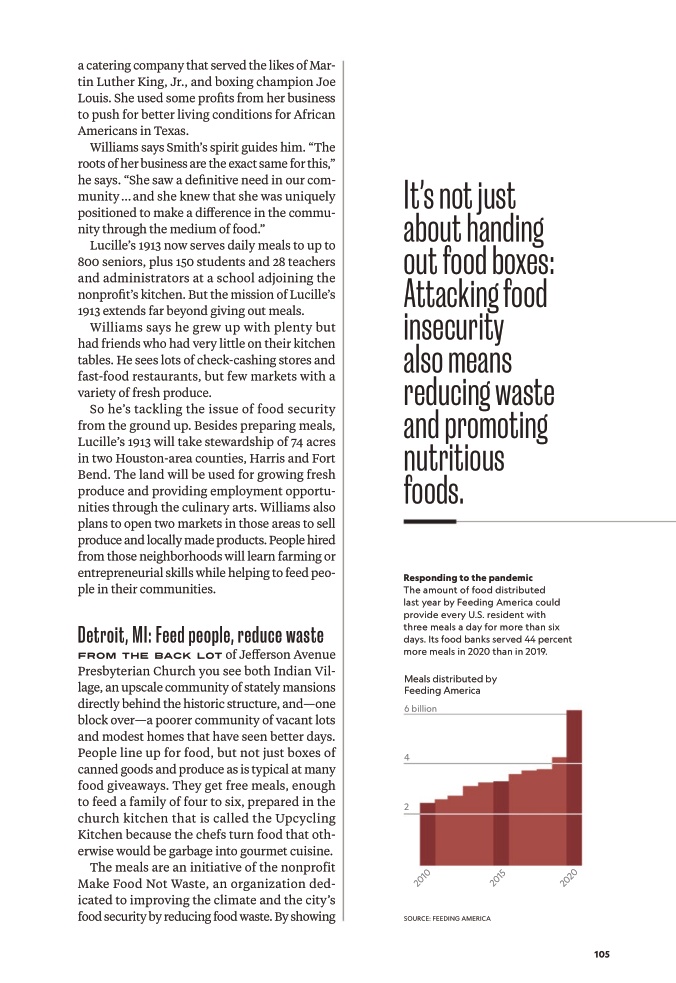 a catering company that served the likes of Mar-
tin Luther King, Jr., and boxing champion Joe
Louis. She used some profits from her business
to push for better living conditions for African
Americans in Texas.
Williams says Smith’s spirit guides him. “The
roots of her business are the exact same for this,”
he says. “She saw a definitive need in our com-
munity ... and she knew that she was uniquely
positioned to make a difference in the commu-
nity through the medium of food.”
Lucille’s 1913 now serves daily meals to up to
800 seniors, plus 150 students and 28 teachers
and administrators at a school adjoining the
nonprofit’s kitchen. But the mission of Lucille’s
1913 extends far beyond giving out meals.
Williams says he grew up with plenty but
had friends who had very little on their kitchen
tables. He sees lots of check-cashing stores and
fast-food restaurants, but few markets with a
variety of fresh produce.
So he’s tackling the issue of food security
from the ground up. Besides preparing meals,
Lucille’s 1913 will take stewardship of 74 acres
in two Houston-area counties, Harris and Fort
Bend. The land will be used for growing fresh
produce and providing employment opportu-
nities through the culinary arts. Williams also
plans to open two markets in those areas to sell
produce and locally made products. People hired
from those neighborhoods will learn farming or
entrepreneurial skills while helping to feed peo-
ple in their communities.
Detroit, MI: Feed people, reduce waste
FROM THE BACK LOT of Jefferson Avenue
Presbyterian Church you see both Indian Vil-
lage, an upscale community of stately mansions
directly behind the historic structure, and—one
block over—a poorer community of vacant lots
and modest homes that have seen better days.
People line up for food, but not just boxes of
canned goods and produce as is typical at many
food giveaways. They get free meals, enough
to feed a family of four to six, prepared in the
church kitchen that is called the Upcycling
Kitchen because the chefs turn food that oth-
erwise would be garbage into gourmet cuisine.
The meals are an initiative of the nonprofit
Make Food Not Waste, an organization ded-
icated to improving the climate and the city’s
food security by reducing food waste. By showing
It’s not just
about handing
out food boxes:
Attacking food
insecurity
also means
reducing waste
and promoting
nutritious
foods.
Responding to the pandemic
The amount of food distributed
last year by Feeding America could
provide every U.S. resident with
three meals a day for more than six
days. Its food banks served 44 percent
more meals in 2020 than in 2019.
Meals distributed by
Feeding America
6 billion
4
2
2010
2015
2020
SOURCE: FEEDING AMERICA
105